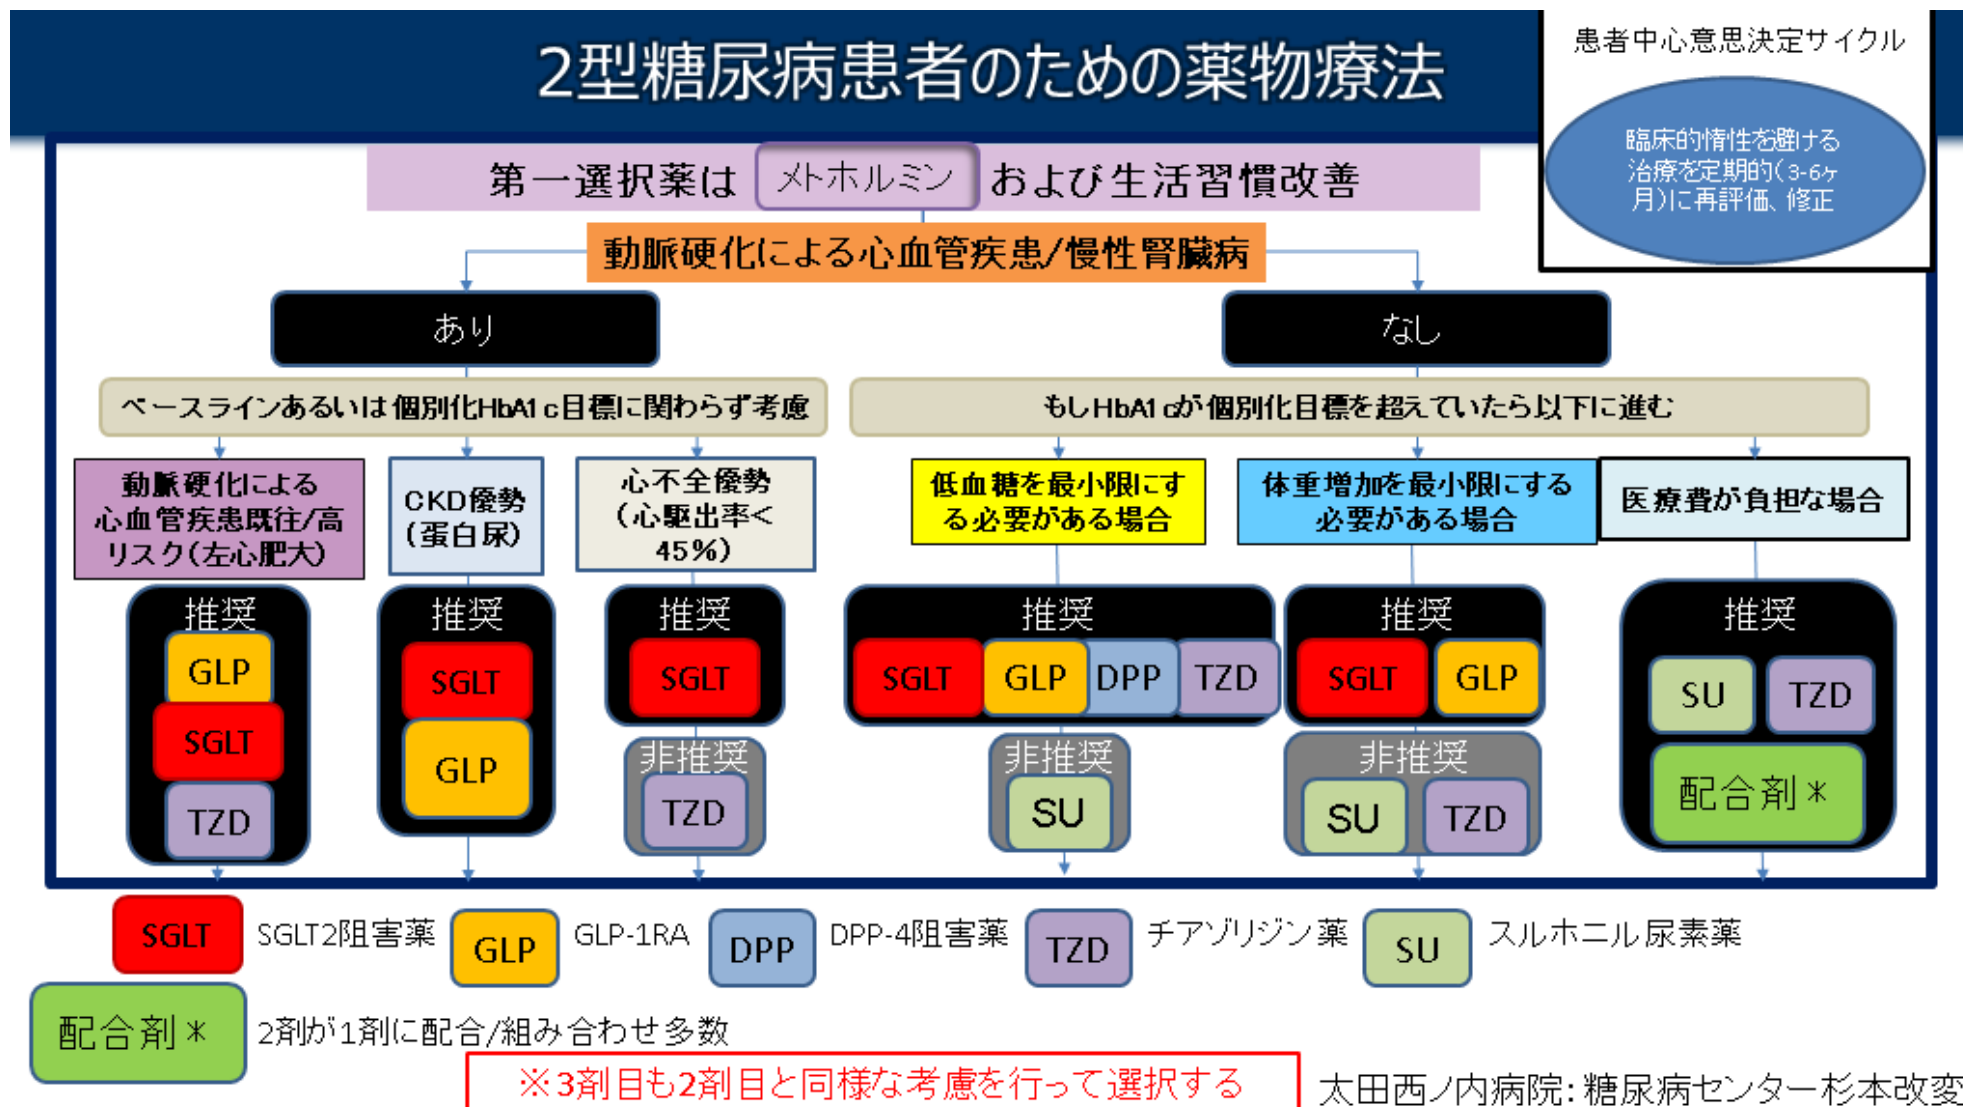 2型糖尿病患者のための薬物療法
患者中心意思決定サイクル
臨床的惰性を避ける
治療を定期的(3-6ヶ
月)に再評価、修正
第一選択薬は メトホルミン および生活習慣改善
動脈硬化による心血管疾患/慢性腎臓病
あり
なし
ベースラインあるいは個別化HbA1c目標に関わらず考慮
もしHbA1cが個別化目標を超えていたら以下に進む
動脈硬化による
心血管疾患既往/高
リスク(左心肥大)
CKD優勢
(蛋白尿)
心不全優勢
(心駆出率<
45%)
低血糖を最小限にす
る必要がある場合
体重増加を最小限にする
必要がある場合
医療費が負担な場合
推奨
GLP
SGLT
TZD
推奨
SGLT
GLP
推奨
SGLT
非推奨
TZD
推奨
SGLT GLP DPP TZD
非推奨
SU
推奨
SGLT GLP
非推奨
SU TZD
推奨
SU TZD
配合剤*
SGLT SGLT2阻害薬 GLP GLP-1RA DPP DPP-4阻害薬 TZD チアゾリジン薬 SU スルホニル尿素薬
配合剤* 2剤が1剤に配合/組み合わせ多数
※3剤目も2剤目と同様な考慮を行って選択する
太田西ノ内病院:糖尿病センター杉本改変